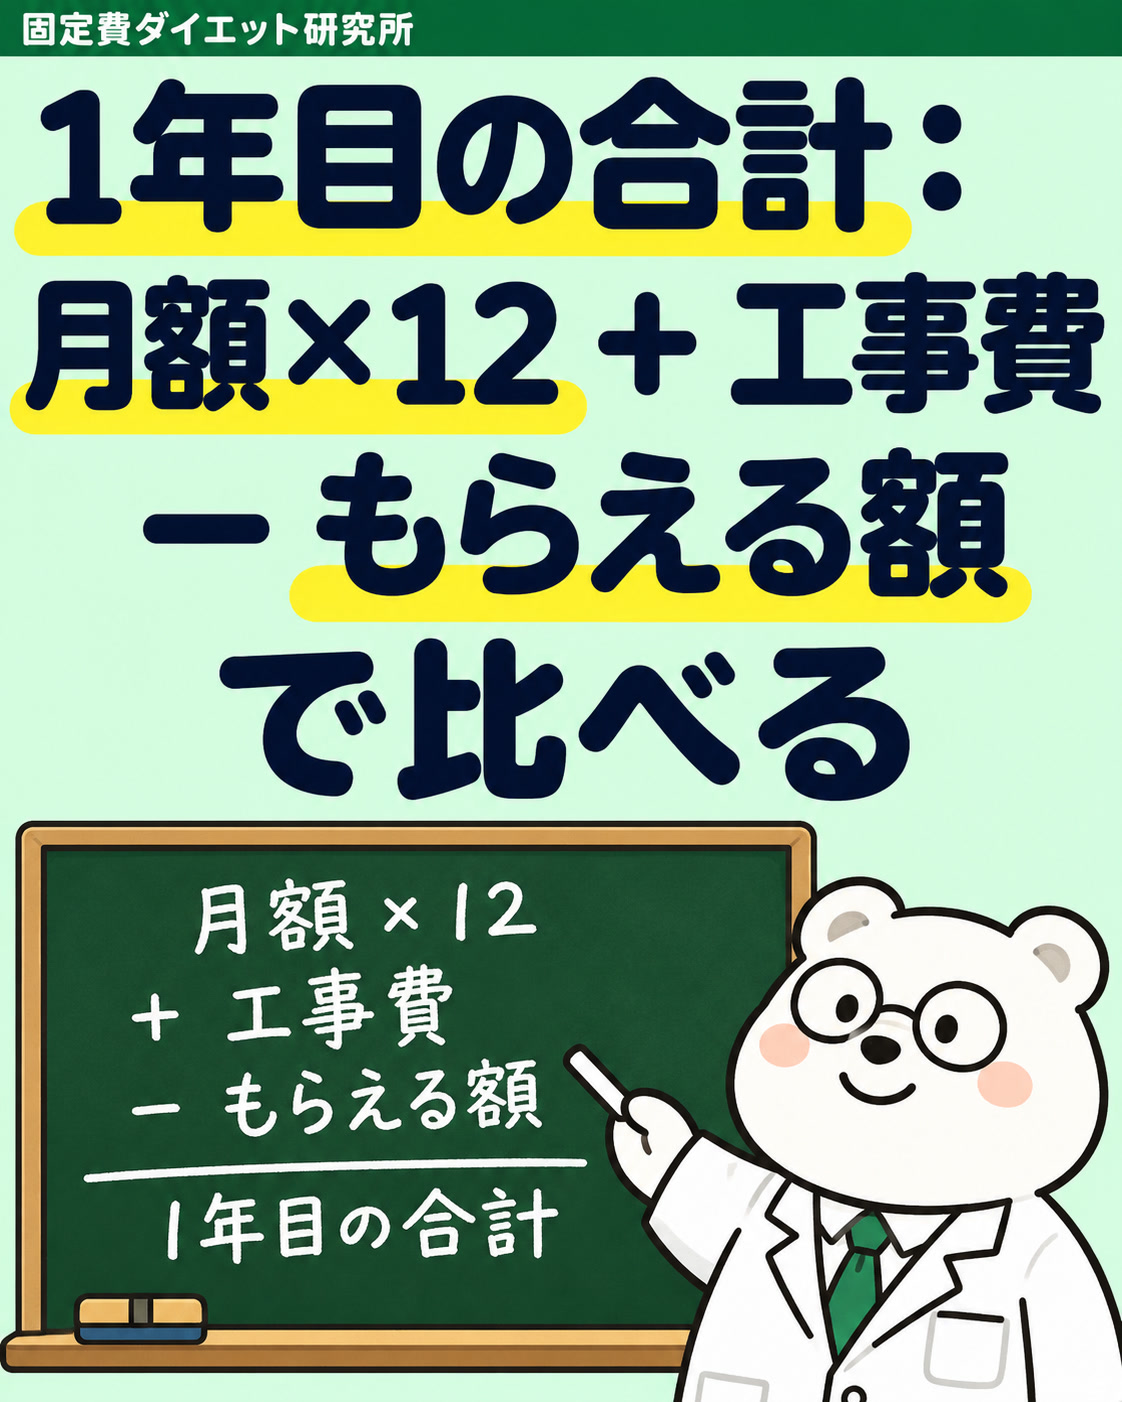 固定費ダイエット研究所
1年目の合計：
月額×12 + 工事費
− もらえる額
で比べる
月額 × 12
+ 工事費
− もらえる額
1年目の合計